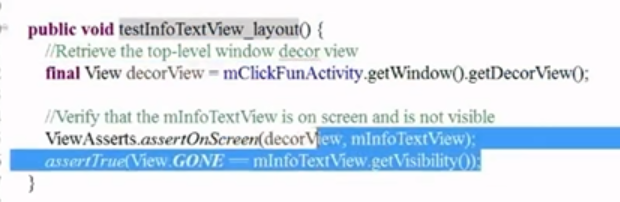 public void testInfoTextView_layout() {
//Retrieve the top-level window decor view
final View decorView = mClickFunActivity.getWindow().getDecorView();
//Verify that the mInfoTextView is on screen and is not visible
ViewAsserts.assertOnScreen(decorView, mInfoTextView);
assertTrue(View.GONE == mInfoTextView.getVisibility());
}